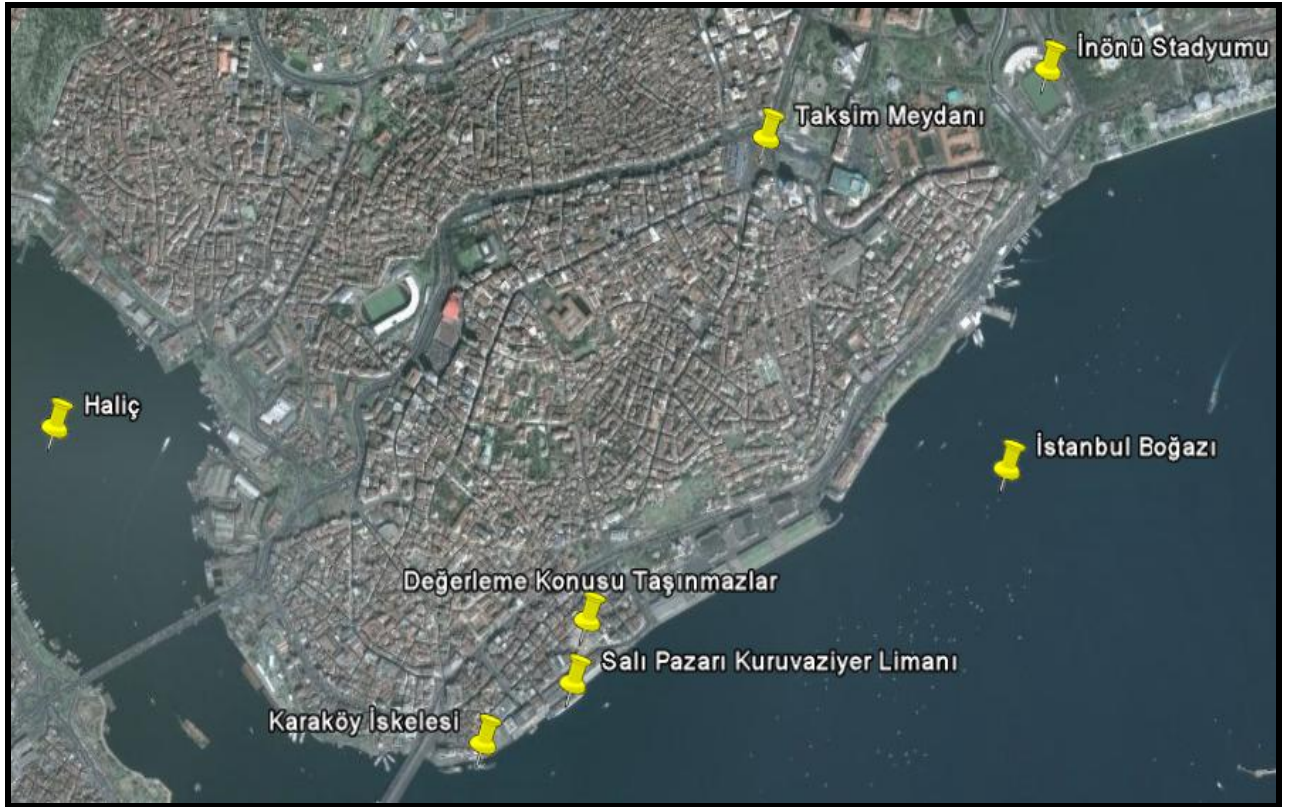 İnönü Stadyumu
Taksim Meydanı
Haliç
İstanbul Boğazı
Değerleme Konusu Taşınmazlar
Salı Pazarı Kuruvaziyer Limanı
Karaköy İskelesi